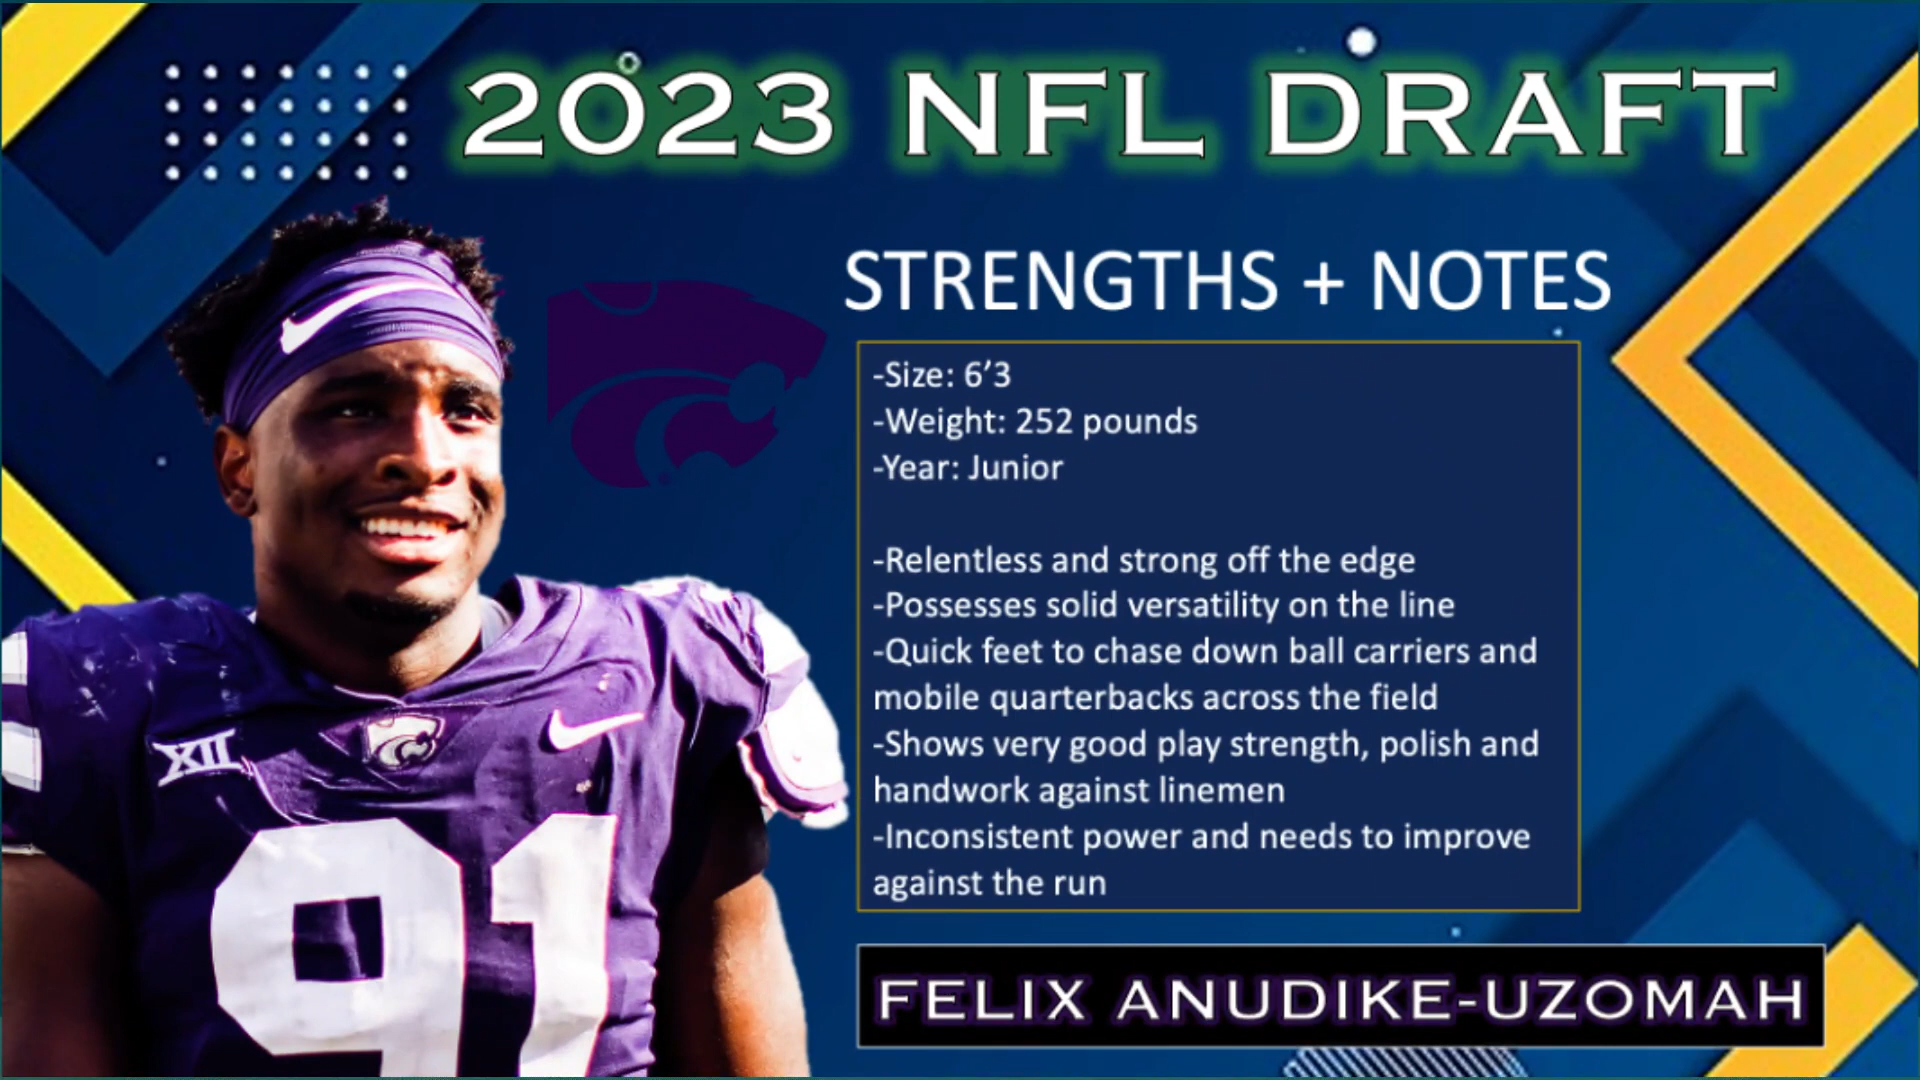 2023 NFL DRAFT
STRENGTHS + NOTES
-Size: 6’3
-Weight: 252 pounds
-Year: Junior
-Relentless and strong off the edge
-Possesses solid versatility on the line
-Quick feet to chase down ball carriers and
mobile quarterbacks across the field
-Shows very good play strength, polish and
handwork against linemen
-Inconsistent power and needs to improve
against the run
XII
91
FELIX ANUDIKE-UZOMAH